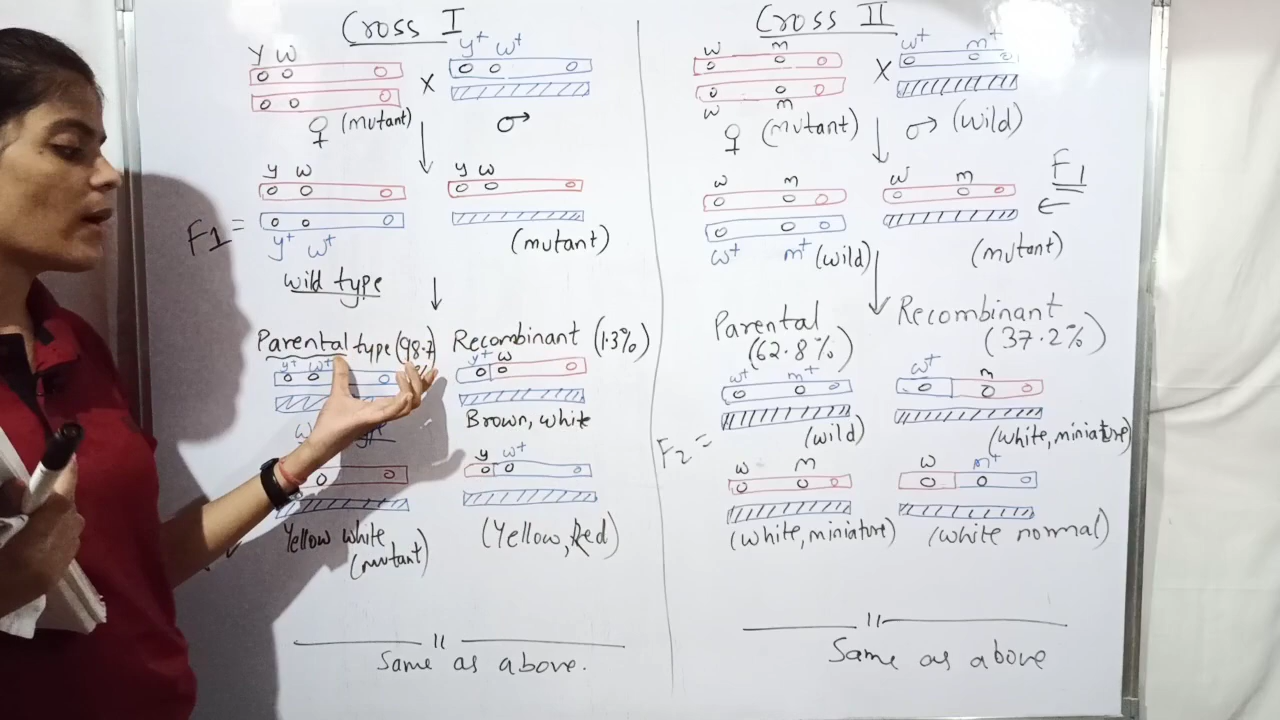 Cross I
y w
y+ w+
X
♀ (mutant)
♂
y w
y w
F1 =
y+ w+
(mutant)
wild type
Parental type (98.7
Recombinant (1.3%)
y+ w+
y+ w
Brown, white
y w+
Yellow white
(mutant)
(Yellow, Red)
"
Same as above.
Cross II
w m
w+ m+
X
w m
♀ (mutant)
♂ (wild)
F1
w m
w m
w+ m+ (wild)
(mutant)
Parental
(62.8%)
Recombinant
(37.2%)
w+ m+
w+ m
(wild)
(white, miniature)
F2 =
w m
w m+
(white, miniature)
(white normal)
"
Same as above